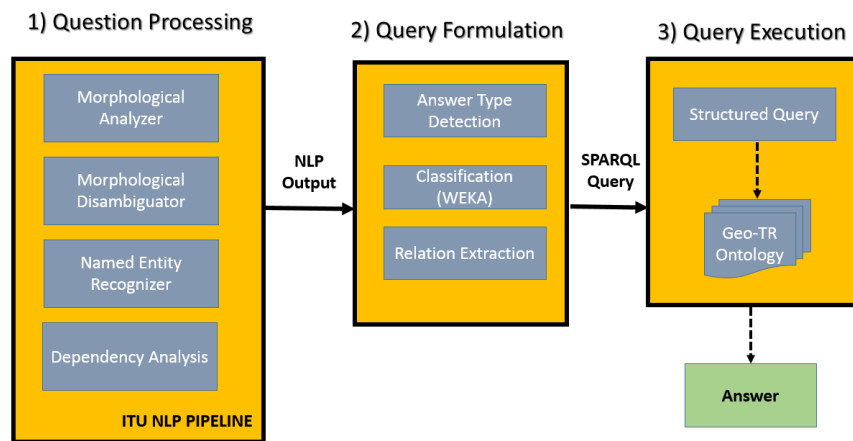 1) Question Processing
Morphological
Analyzer
Morphological
Disambiguator
Named Entity
Recognizer
Dependency Analysis
ITU NLP PIPELINE
NLP
Output
2) Query Formulation
Answer Type
Detection
Classification
(WEKA)
Relation Extraction
SPARQL
Query
3) Query Execution
Structured Query
Geo-TR
Ontology
Answer